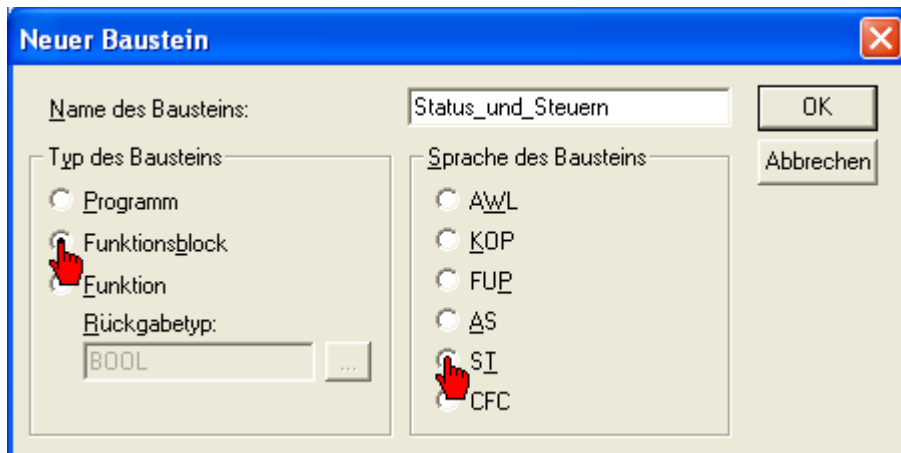 Neuer Baustein
Name des Bausteins:
Status_und_Steuern
OK
Abbrechen
Typ des Bausteins
Programm
Funktionsblock
Funktion
Rückgabetyp:
BOOL
...
Sprache des Bausteins
AWL
KOP
FUP
AS
ST
CFC